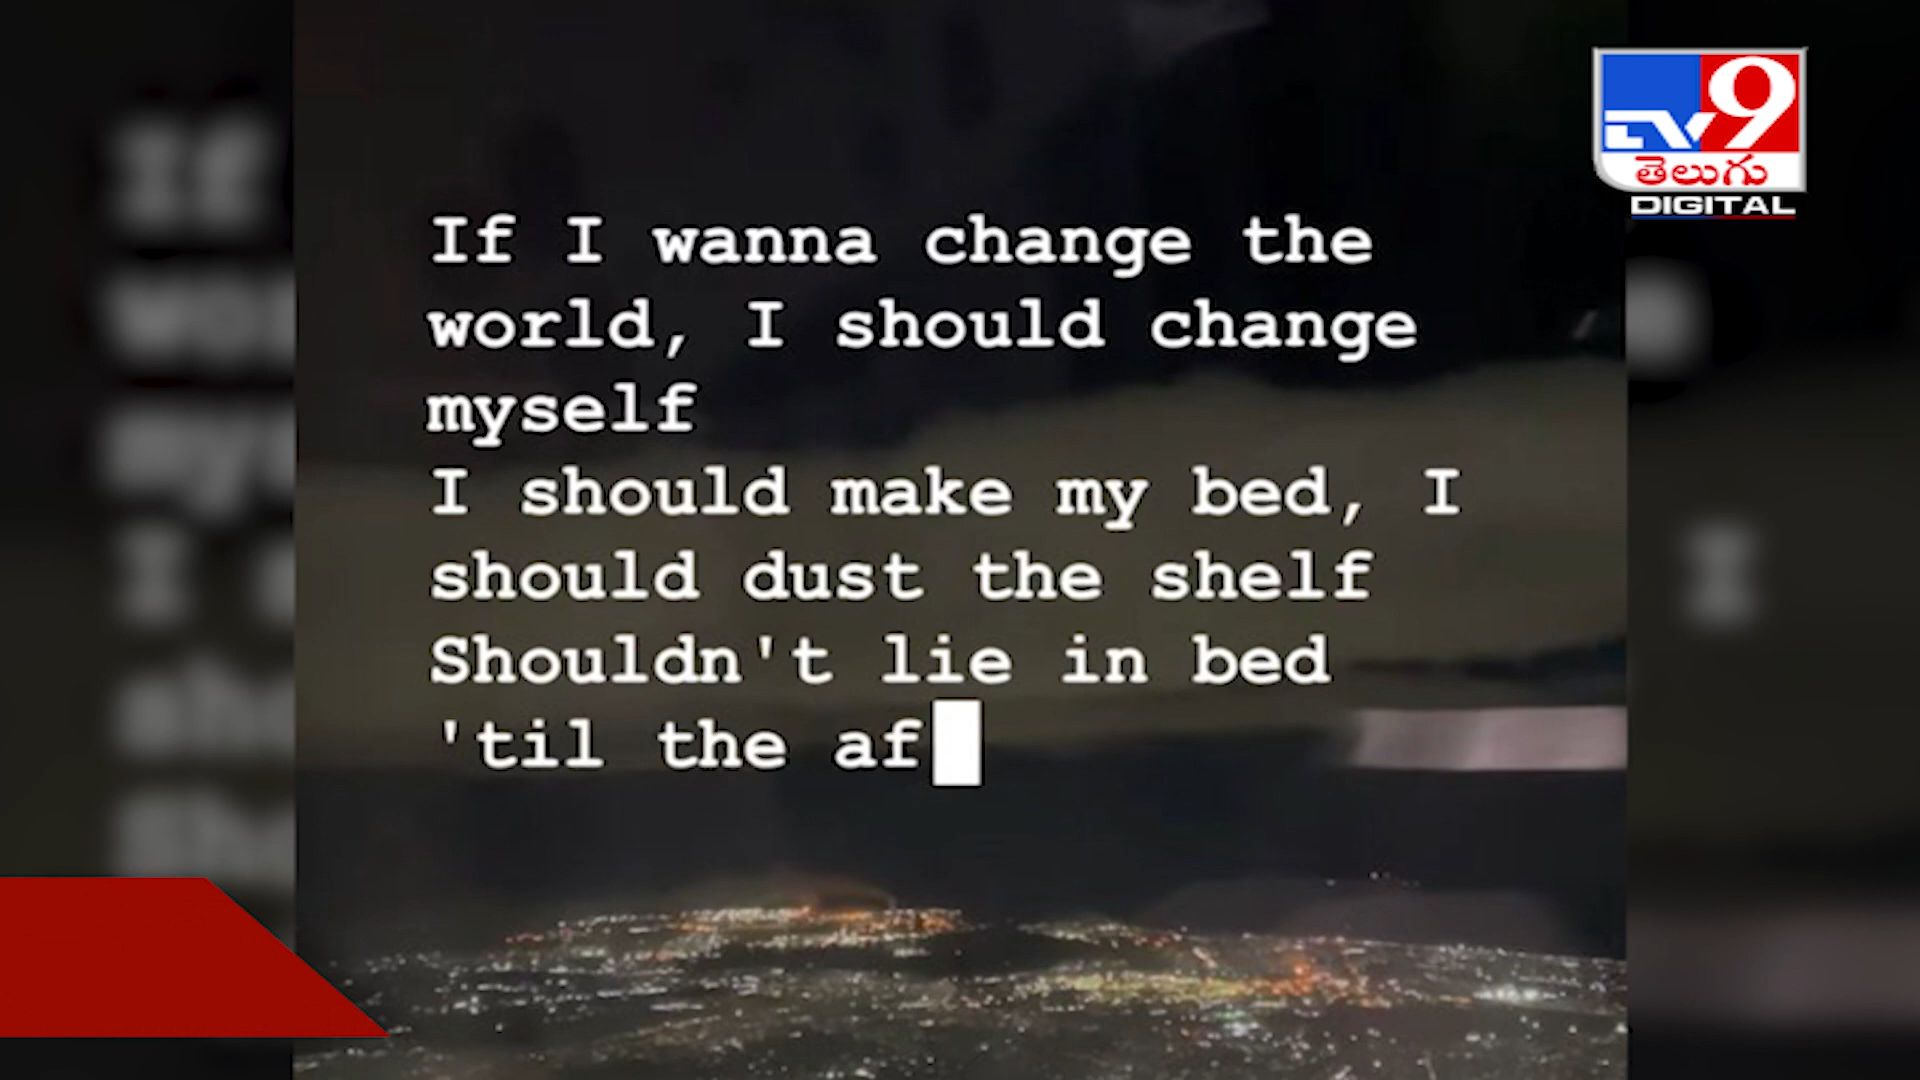 TV9
తెలుగు
DIGITAL
If I wanna change the
world, I should change
myself
I should make my bed, I
should dust the shelf
Shouldn't lie in bed
'til the af